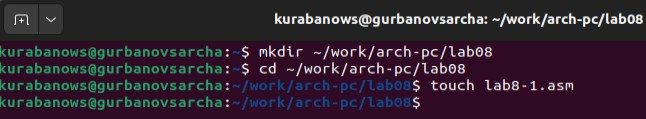 kurabanows@gurbanovsarcha: ~/work/arch-pc/lab08
kurabanows@gurbanovsarcha:~$ mkdir ~/work/arch-pc/lab08
kurabanows@gurbanovsarcha:~$ cd ~/work/arch-pc/lab08
kurabanows@gurbanovsarcha:~/work/arch-pc/lab08$ touch lab8-1.asm
kurabanows@gurbanovsarcha:~/work/arch-pc/lab08$